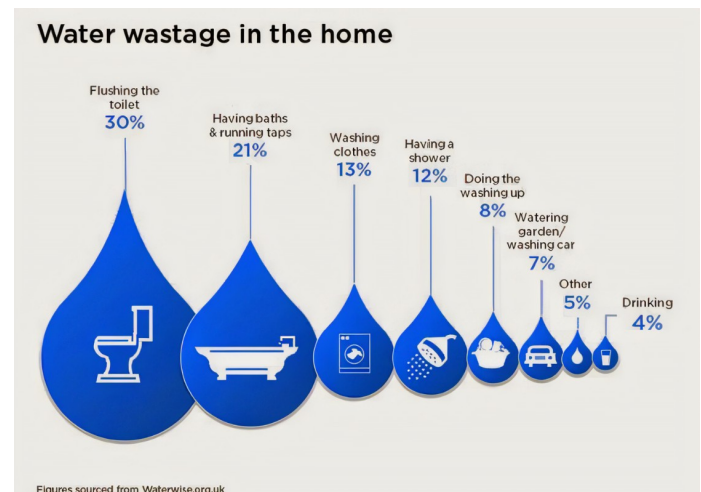 Water wastage in the home
Flushing the
toilet
30%
Having baths
& running taps
21%
Washing
clothes
13%
Having a
shower
12%
Doing the
washing up
8%
Watering
garden/
washing car
7%
Other
5%
Drinking
4%
Figures sourced from Waterwise.org.uk